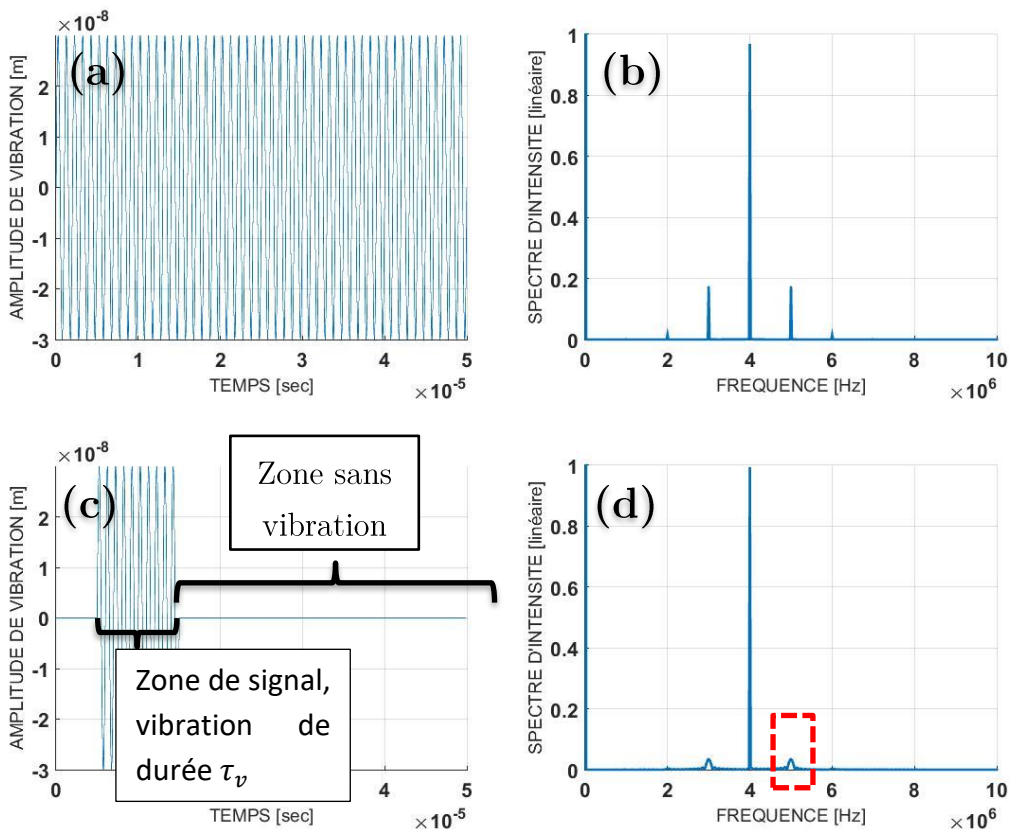 ×10⁻⁸
(a)
AMPLITUDE DE VIBRATION [m]
2
1
0
-1
-2
-3
0 1 2 3 4 5
TEMPS [sec]
×10⁻⁵
(b)
SPECTRE D'INTENSITE [linéaire]
1
0.8
0.6
0.4
0.2
0
0 2 4 6 8 10
FREQUENCE [Hz]
×10⁶
×10⁻⁸
(c)
AMPLITUDE DE VIBRATION [m]
2
1
0
-1
-2
-3
Zone sans
vibration
Zone de signal,
vibration de
durée τᵥ
4 5
TEMPS [sec]
×10⁻⁵
(d)
SPECTRE D'INTENSITE [linéaire]
1
0.8
0.6
0.4
0.2
0
0 2 4 6 8 10
FREQUENCE [Hz]
×10⁶